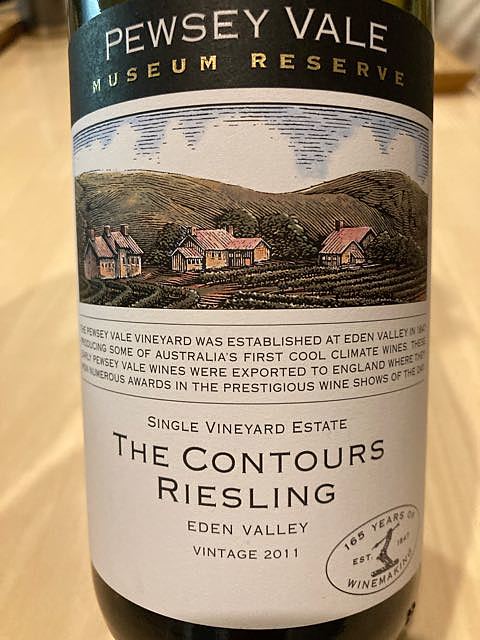 PEWSEY VALE
MUSEUM RESERVE
PEWSEY VALE VINEYARD WAS ESTABLISHED AT EDEN VALLEY IN 1847
PRODUCING SOME OF AUSTRALIA'S FIRST COOL CLIMATE WINES. THESE
EARLY PEWSEY VALE WINES WERE EXPORTED TO ENGLAND WHERE THEY
WON NUMEROUS AWARDS IN THE PRESTIGIOUS WINE SHOWS OF THE DAY.
SINGLE VINEYARD ESTATE
THE CONTOURS
RIESLING
EDEN VALLEY
VINTAGE 2011
165 YEARS OF
EST. 1847
WINEMAKING